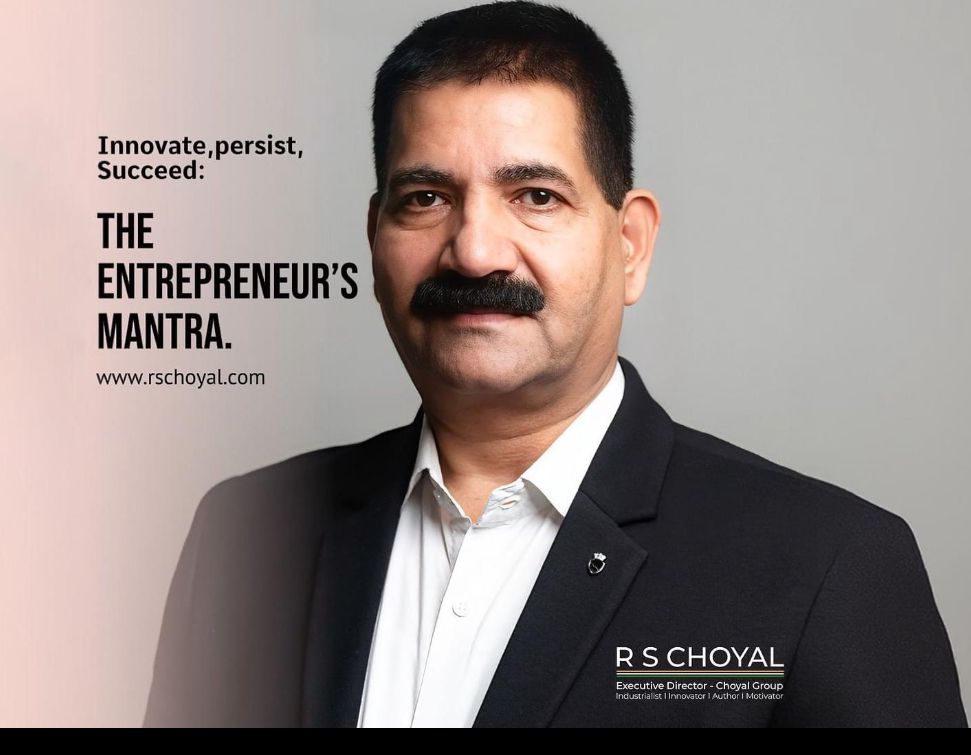 Innovate,persist,
Succeed:
THE
ENTREPRENEUR'S
MANTRA.
www.rschoyal.com
R S CHOYAL
Executive Director - Choyal Group
Industrialist I Innovator I Author I Motivator